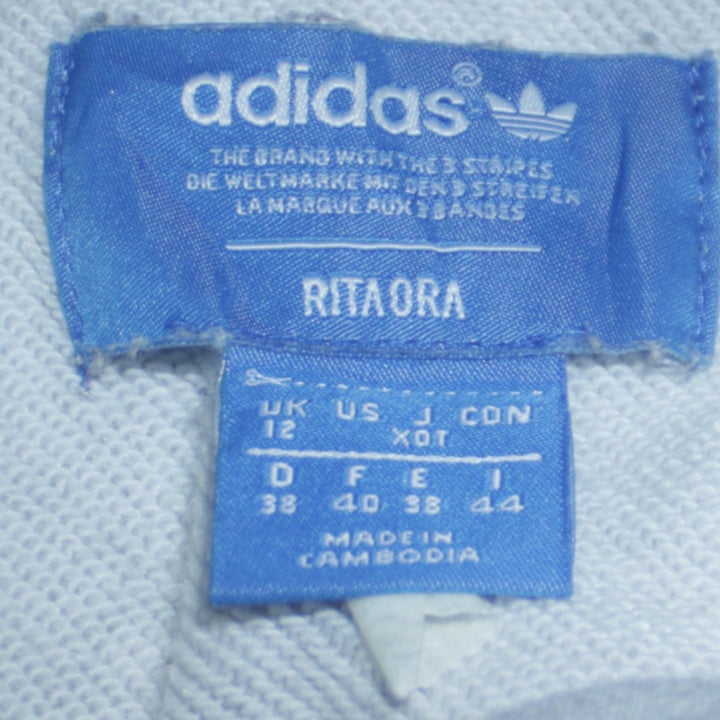 adidas®
THE BRAND WITH THE 3 STRIPES
DIE WELTMARKE MIT DEN 3 STREIFEN
LA MARQUE AUX 3 BANDES
RITA ORA
UK US J CDN
12 XOT
D F E I
38 40 38 44
MADE IN
CAMBODIA